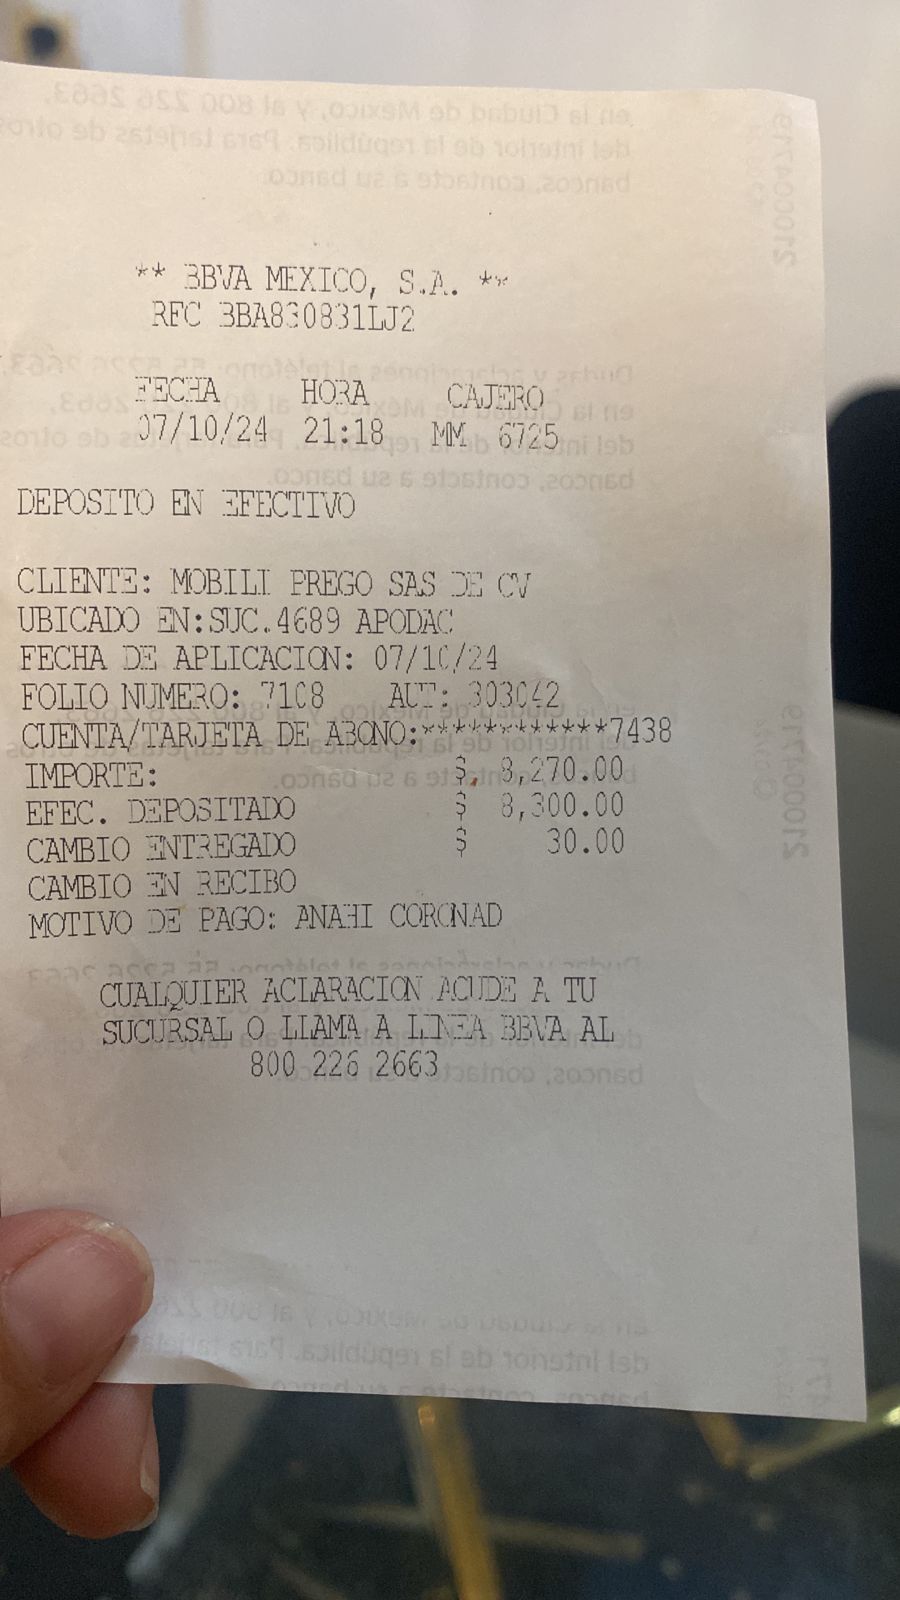 ** BBVA MEXICO, S.A. **
RFC BBA830831LJ2
FECHA HORA CAJERO
07/10/24 21:18 MM 6725
DEPOSITO EN EFECTIVO
CLIENTE: MOBILI PREGO SAS DE CV
UBICADO EN:SUC.4689 APODAC
FECHA DE APLICACION: 07/10/24
FOLIO NUMERO: 7108 AUT: 303042
CUENTA/TARJETA DE ABONO:************7438
IMPORTE: $ 8,270.00
EFEC. DEPOSITADO $ 8,300.00
CAMBIO ENTREGADO $ 30.00
CAMBIO EN RECIBO
MOTIVO DE PAGO: ANAHI CORONAD
CUALQUIER ACLARACION ACUDE A TU
SUCURSAL O LLAMA A LINEA BBVA AL
800 226 2663